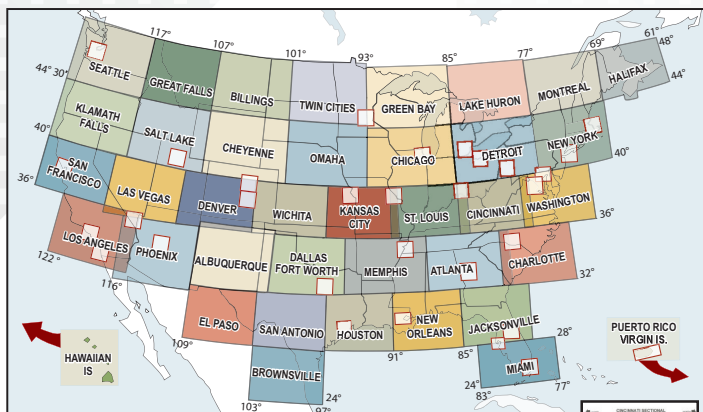 117°
107°
101°
93°
85°
77°
69°
61°
48°
44° 30'
SEATTLE
GREAT FALLS
BILLINGS
TWIN CITIES
GREEN BAY
LAKE HURON
MONTREAL
HALIFAX
44°
40°
KLAMATH
FALLS
SALT LAKE
CHEYENNE
OMAHA
CHICAGO
DETROIT
NEW YORK
40°
36°
SAN
FRANCISCO
LAS VEGAS
DENVER
WICHITA
KANSAS
CITY
ST. LOUIS
CINCINNATI
WASHINGTON
36°
LOS ANGELES
PHOENIX
ALBUQUERQUE
DALLAS
FORT WORTH
MEMPHIS
ATLANTA
CHARLOTTE
32°
122°
116°
EL PASO
SAN ANTONIO
HOUSTON
NEW
ORLEANS
JACKSONVILLE
28°
109°
91°
85°
HAWAIIAN
IS
BROWNSVILLE
MIAMI
PUERTO RICO
VIRGIN IS.
24°
83°
77°
103°
97°
24°
CINCINNATI SECTIONAL